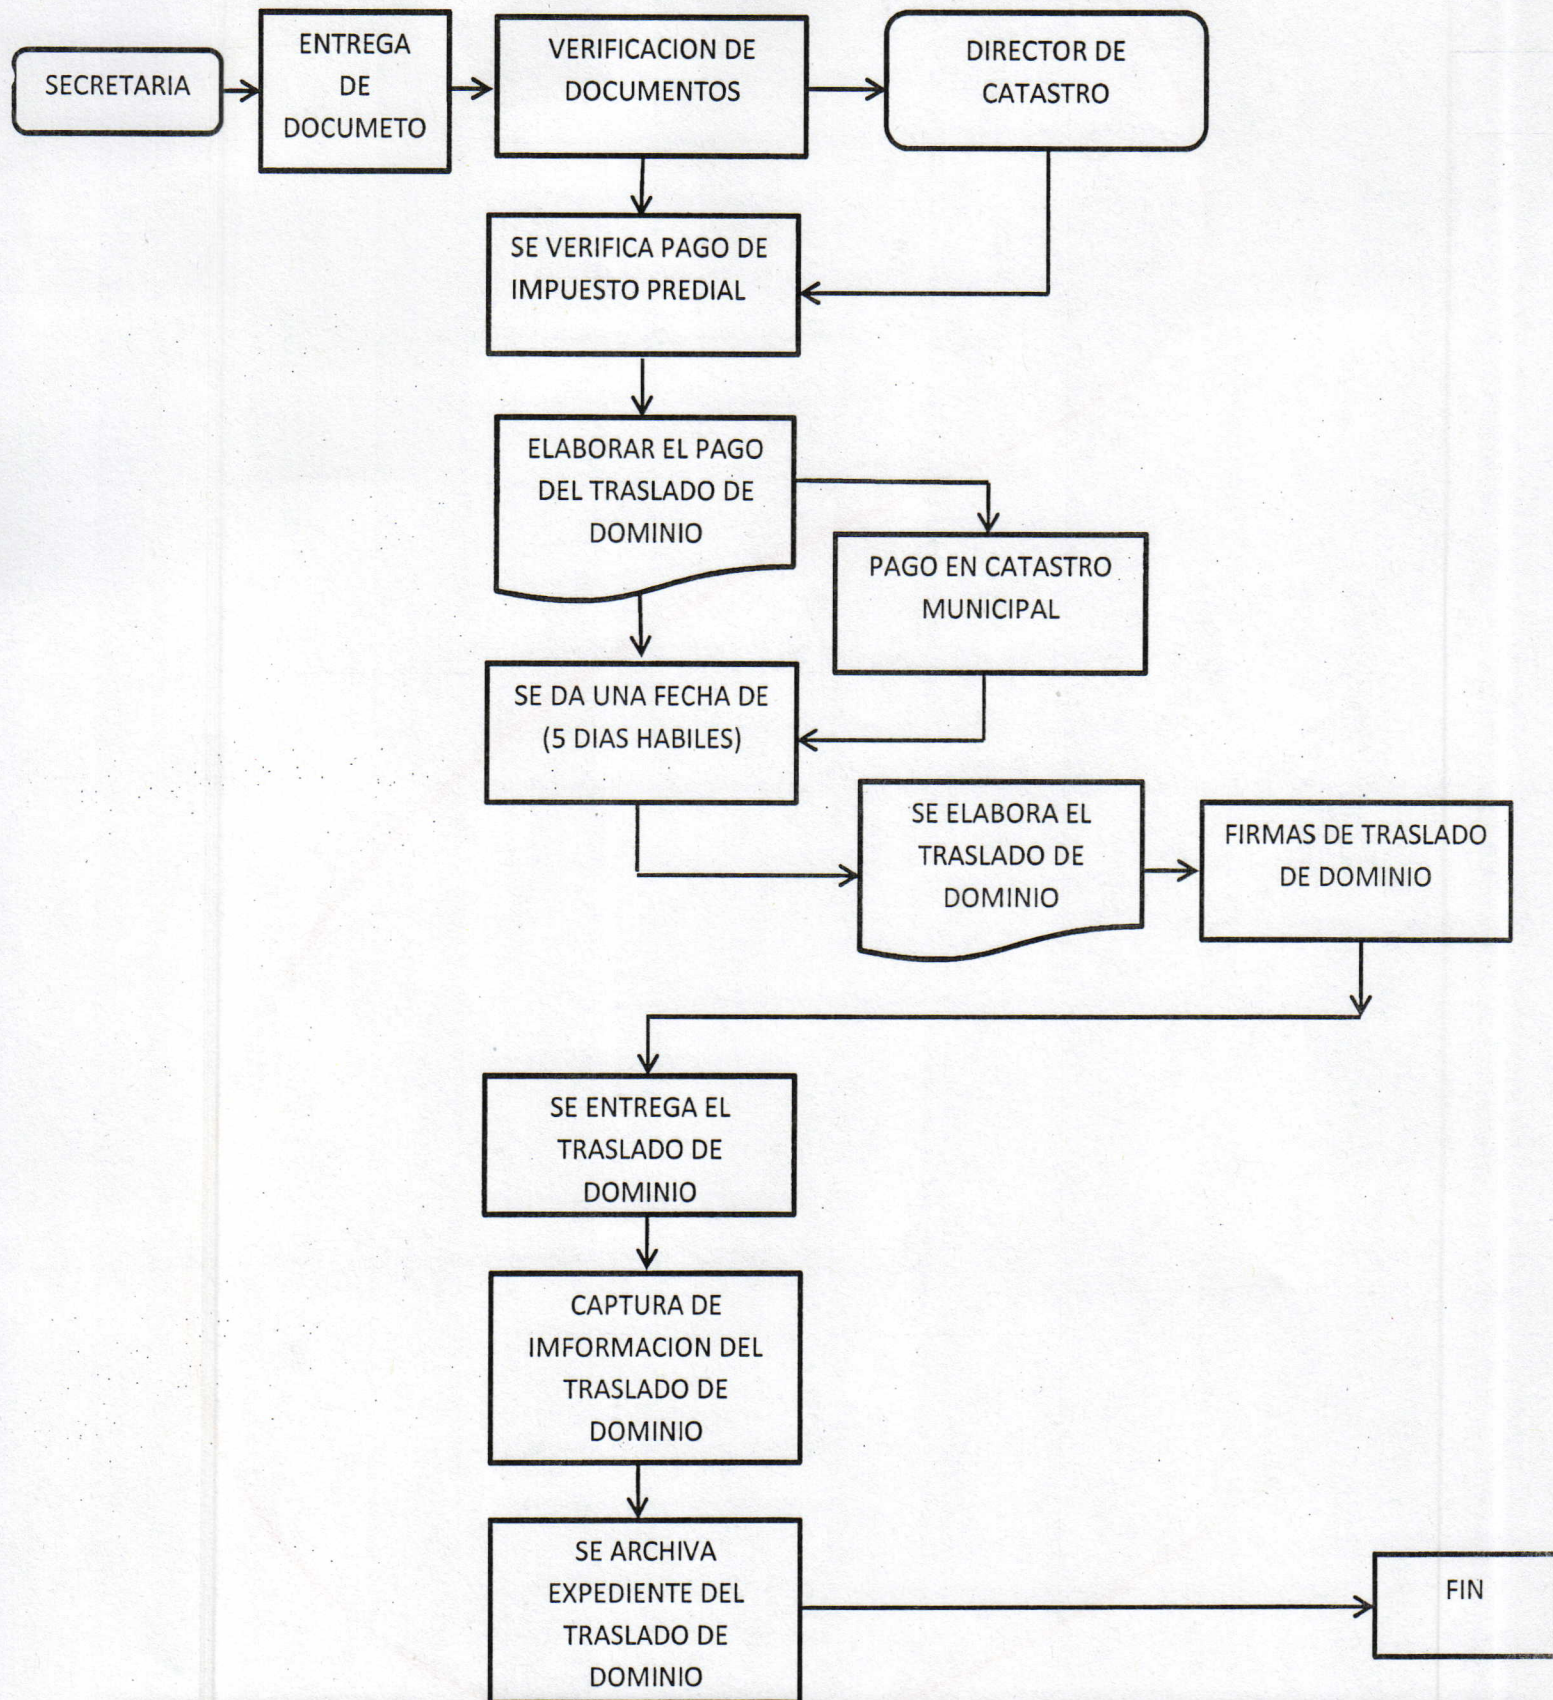 SECRETARIA
ENTREGA
DE
DOCUMETO
VERIFICACION DE
DOCUMENTOS
DIRECTOR DE
CATASTRO
SE VERIFICA PAGO DE
IMPUESTO PREDIAL
ELABORAR EL PAGO
DEL TRASLADO DE
DOMINIO
PAGO EN CATASTRO
MUNICIPAL
SE DA UNA FECHA DE
(5 DIAS HABILES)
SE ELABORA EL
TRASLADO DE
DOMINIO
FIRMAS DE TRASLADO
DE DOMINIO
SE ENTREGA EL
TRASLADO DE
DOMINIO
CAPTURA DE
IMFORMACION DEL
TRASLADO DE
DOMINIO
SE ARCHIVA
EXPEDIENTE DEL
TRASLADO DE
DOMINIO
FIN